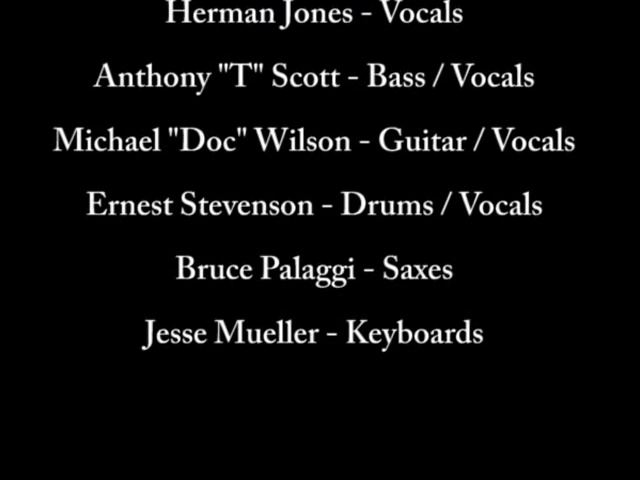 Herman Jones - Vocals
Anthony "T" Scott - Bass / Vocals
Michael "Doc" Wilson - Guitar / Vocals
Ernest Stevenson - Drums / Vocals
Bruce Palaggi - Saxes
Jesse Mueller - Keyboards